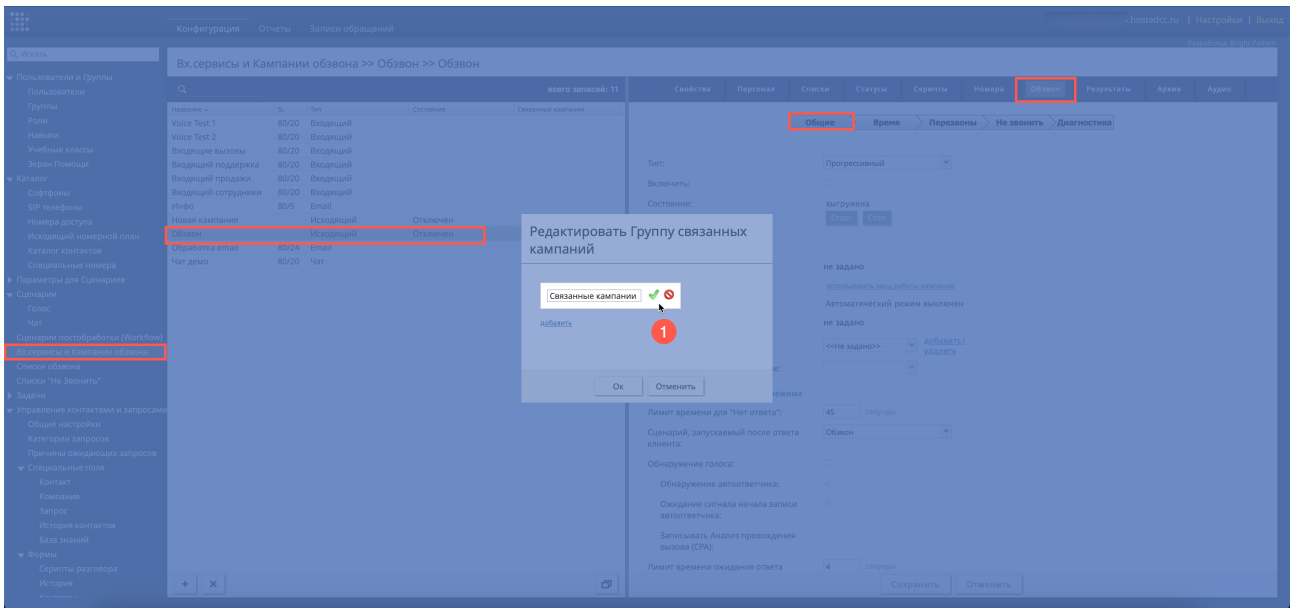 Конфигурация Отчеты Записи обращений
.hostedcc.ru | Настройки | Выход
Разработка: Bright Pattern
Искать
Вх.сервисы и Кампании обзвона >> Обзвон >> Обзвон
Пользователи и Группы
Пользователи
Группы
Роли
Навыки
Учебные классы
Экран Помощи
Каталог
Софтфоны
SIP телефоны
Номера доступа
Исходящий номерной план
Каталог контактов
Специальные номера
Параметры для Сценариев
Сценарии
Голос
Чат
Сценарии постобработки (Workflow)
Вх.сервисы и Кампании обзвона
Списки обзвона
Списки "Не Звонить"
Задачи
Управление контактами и запросами
Общие настройки
Категории запросов
Причины ожидающих запросов
Специальные поля
Контакт
Компания
Запрос
История контактов
База знаний
Формы
Скрипты разговора
История
всего записей: 11
Название SL Тип Состояние Связанные кампании
Voice Test 1 80/20 Входящий
Voice Test 2 80/20 Входящий
Входящие вызовы 80/20 Входящий
Входящий поддержка 80/20 Входящий
Входящий продажи 80/20 Входящий
Входящий сотрудники 80/20 Входящий
Инфо 80/5 Email
Новая кампания Исходящий Отключен
Обзвон Исходящий Отключен
Обработка email 80/24 Email
Чат демо 80/20 Чат
Свойства Персонал Списки Статусы Скрипты Номера Обзвон Результаты Архив Аудио
Общие Время Перезвоны Не звонить Диагностика
Тип: Прогрессивный
Включить:
Состояние: выгружена
Старт Стоп
не задано
использовать часы работы кампании
Автоматический режим выключен
не задано
<<Не задано>> добавить/
удалить
ое:
режима
Лимит времени для "Нет ответа": 45 секунды
Сценарий, запускаемый после ответа
клиента: Обзвон
Обнаружение голоса:
Обнаружение автоответчика:
Ожидание сигнала начала записи
автоответчика:
Записывать Анализ прохождения
вызова (CPA):
Лимит времени ожидания ответа 4 секунды
Сохранить Отменить
Редактировать Группу связанных
кампаний
Связанные кампании
добавить
1
Ок Отменить